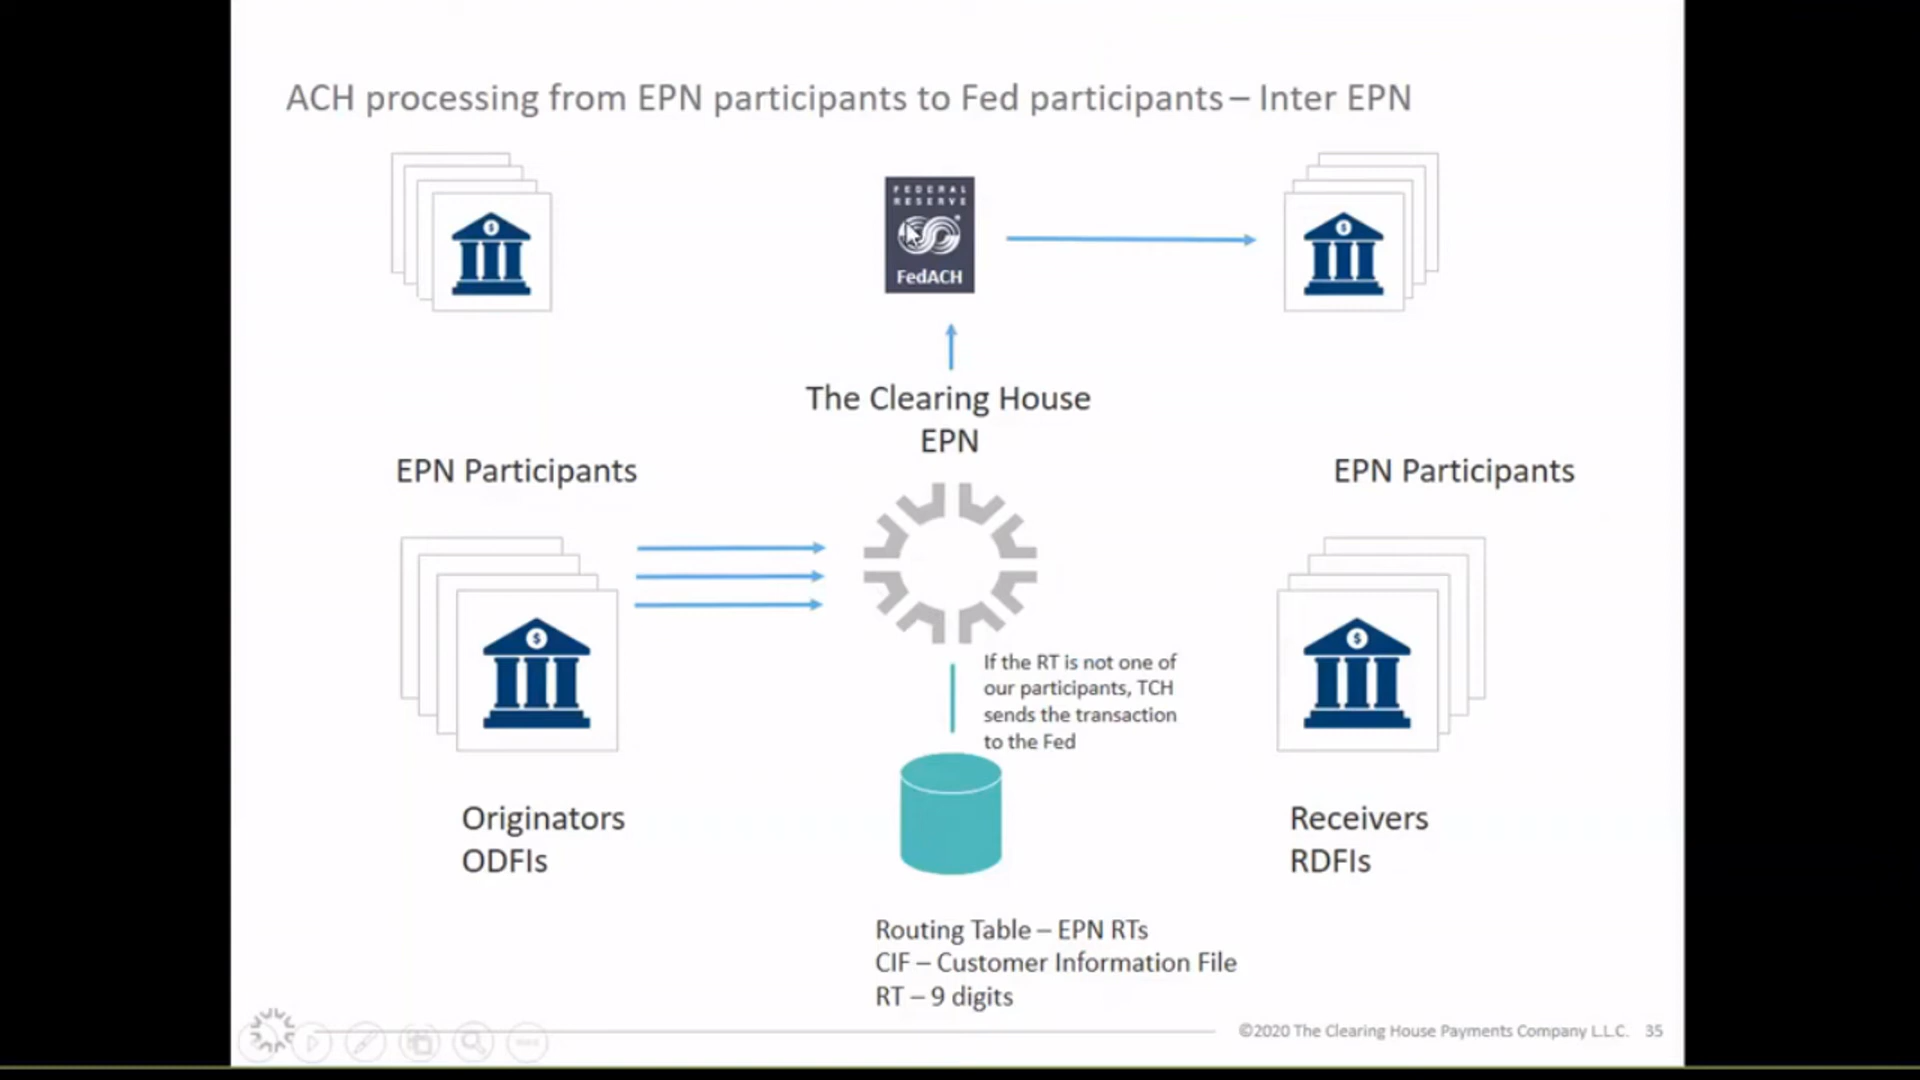 ACH processing from EPN participants to Fed participants – Inter EPN
FEDERAL
RESERVE
FedACH
The Clearing House
EPN
EPN Participants
EPN Participants
If the RT is not one of
our participants, TCH
sends the transaction
to the Fed
Originators
ODFIs
Receivers
RDFIs
Routing Table – EPN RTs
CIF – Customer Information File
RT – 9 digits
©2020 The Clearing House Payments Company L.L.C. 35